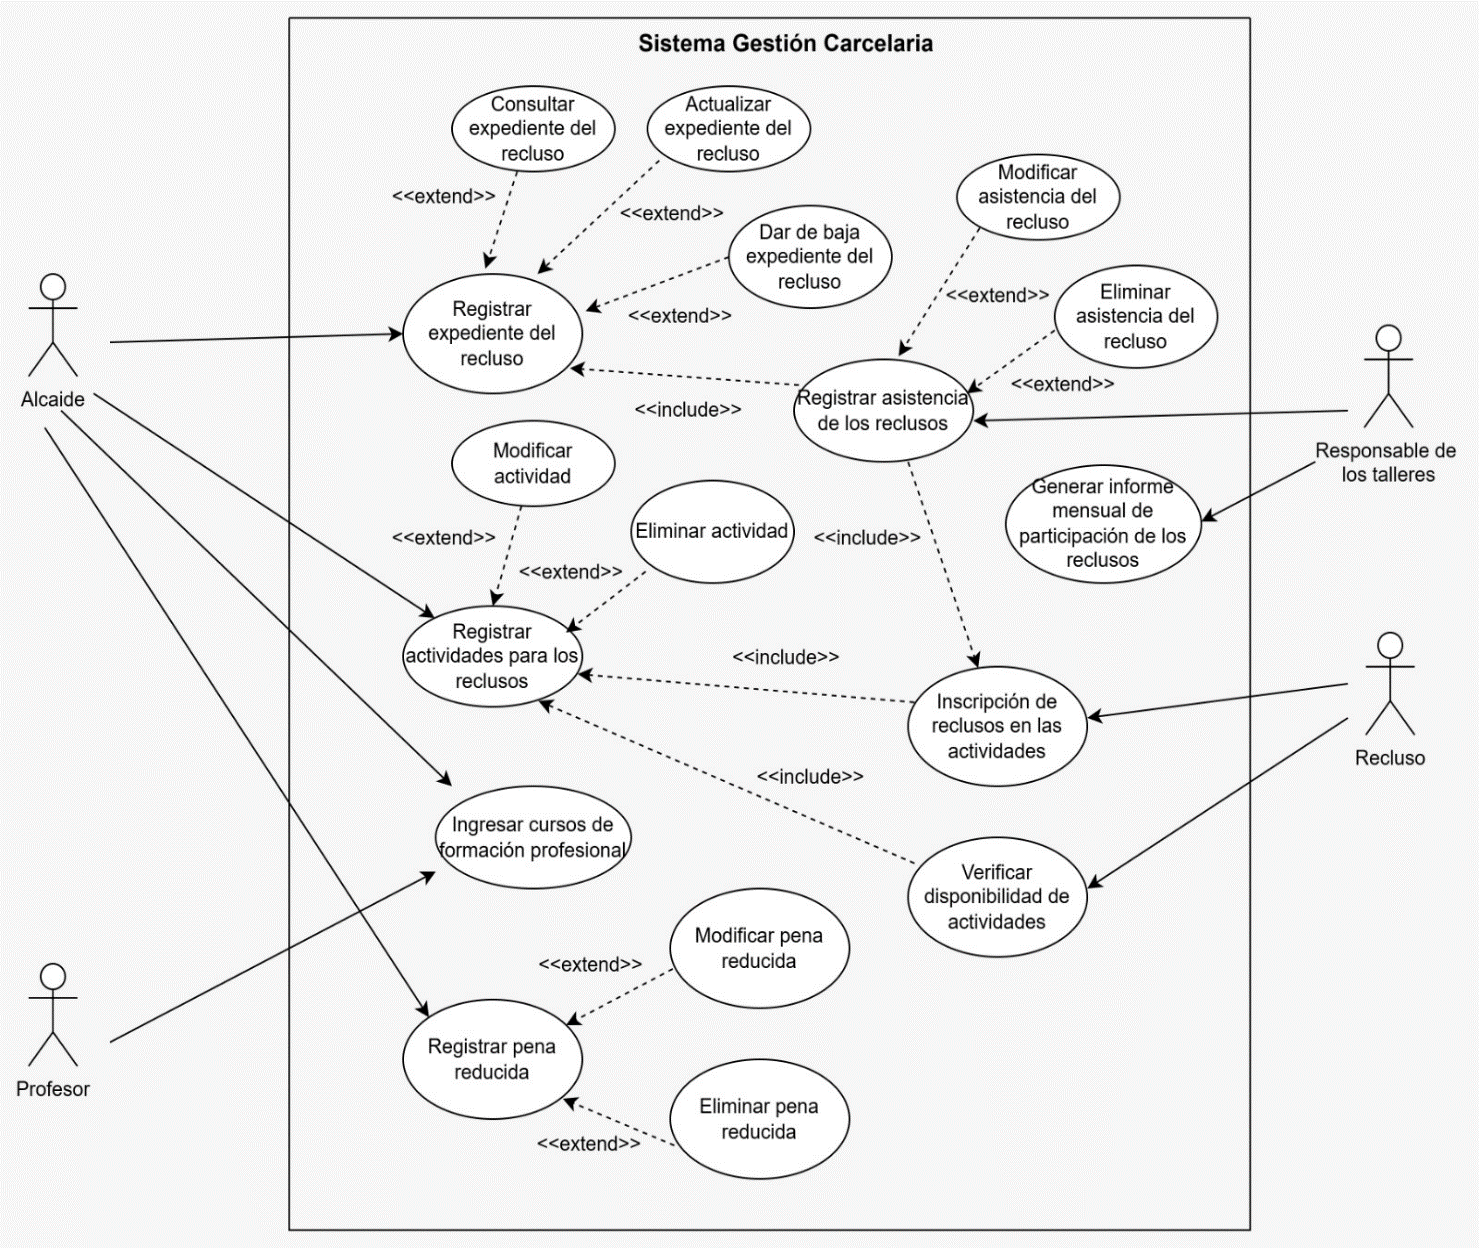 Sistema Gestión Carcelaria
Consultar
expediente del
recluso
Actualizar
expediente del
recluso
<<extend>>
<<extend>>
Modificar
asistencia del
recluso
Dar de baja
expediente del
recluso
<<extend>>
<<extend>>
Eliminar
asistencia del
recluso
<<extend>>
Registrar
expediente del
recluso
Alcaide
Registrar asistencia
de los reclusos
<<include>>
Responsable de
los talleres
Modificar
actividad
Generar informe
mensual de
participación de los
reclusos
Eliminar actividad
<<extend>>
<<extend>>
<<include>>
Registrar
actividades para los
reclusos
<<include>>
Inscripción de
reclusos en las
actividades
Recluso
<<include>>
Ingresar cursos de
formación profesional
Verificar
disponibilidad de
actividades
Modificar pena
reducida
<<extend>>
Registrar pena
reducida
Profesor
Eliminar pena
reducida
<<extend>>